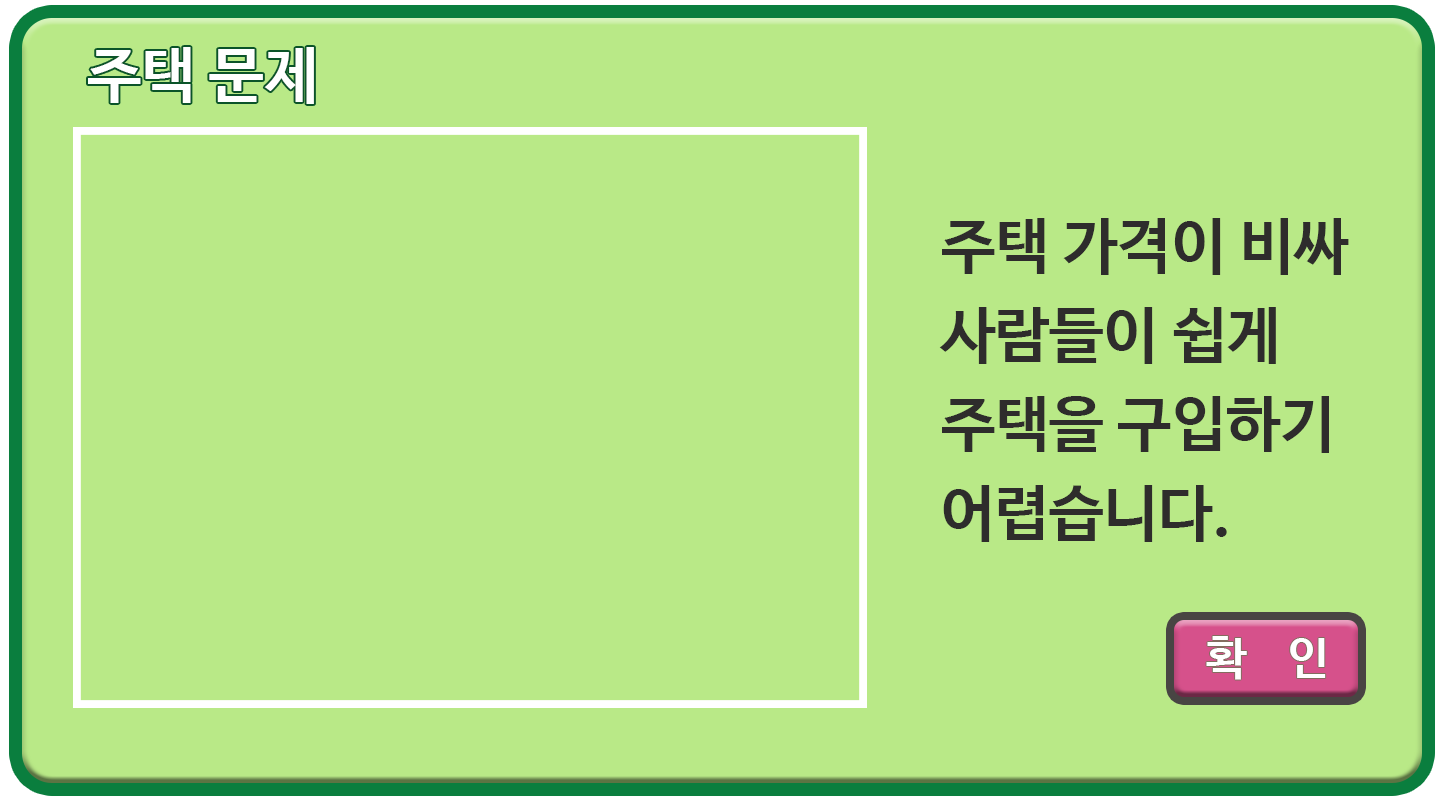 주택 문제
주택 가격이 비싸
사람들이 쉽게
주택을 구입하기
어렵습니다.
확 인